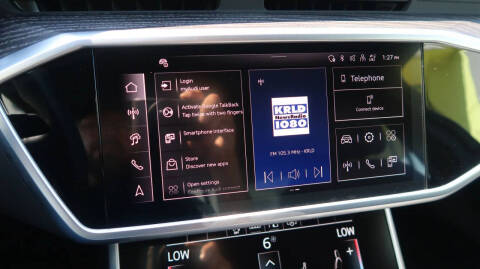 1:27 PM
Login
myAudi user
Activate Google TalkBack
Tap twice with two fingers
Smartphone interface
Store
Discover new apps
Open settings
KRLD
NewsRadio
1080
FM 105.3 MHz - KRLD
Telephone
Connect device
LOW
6
LOW